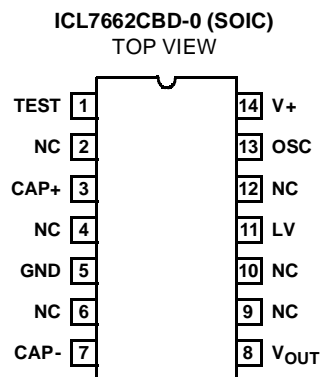 ICL7662CBD-0 (SOIC)
TOP VIEW
TEST 1 14 V+
NC 2 13 OSC
CAP+ 3 12 NC
NC 4 11 LV
GND 5 10 NC
NC 6 9 NC
CAP- 7 8 VOUT